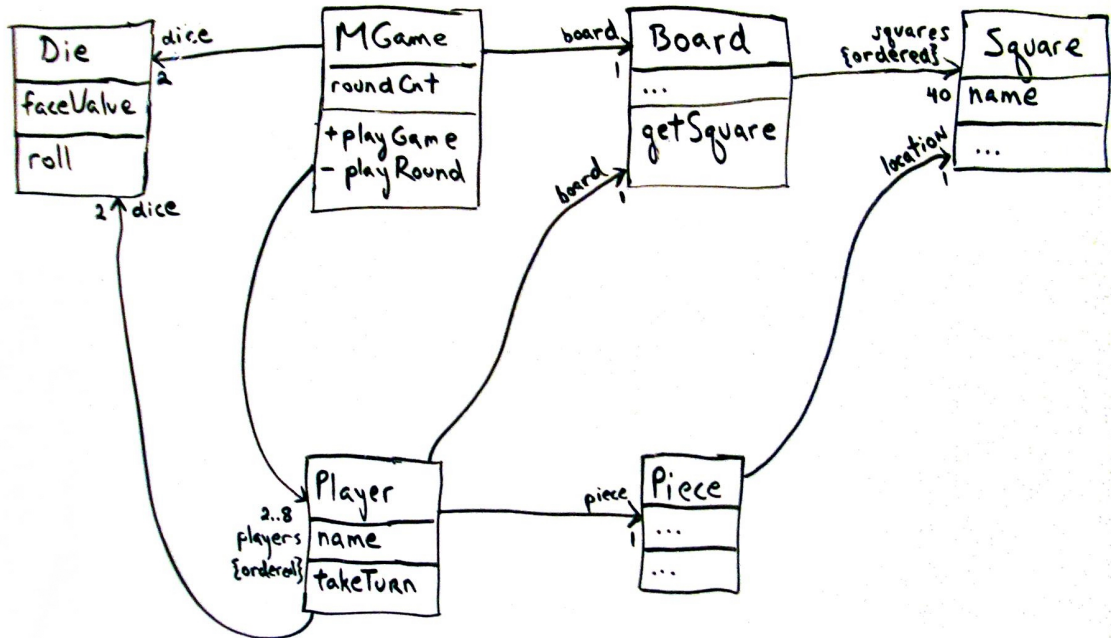 Die
faceValue
roll
dice
2
2
dice
MGame
roundCnt
+playGame
- playRound
board
1
Board
...
getSquare
board
1
squares
{ordered}
40
Square
name
...
location
1
2..8
players
{ordered}
Player
name
takeTurn
piece
1
Piece
...
...